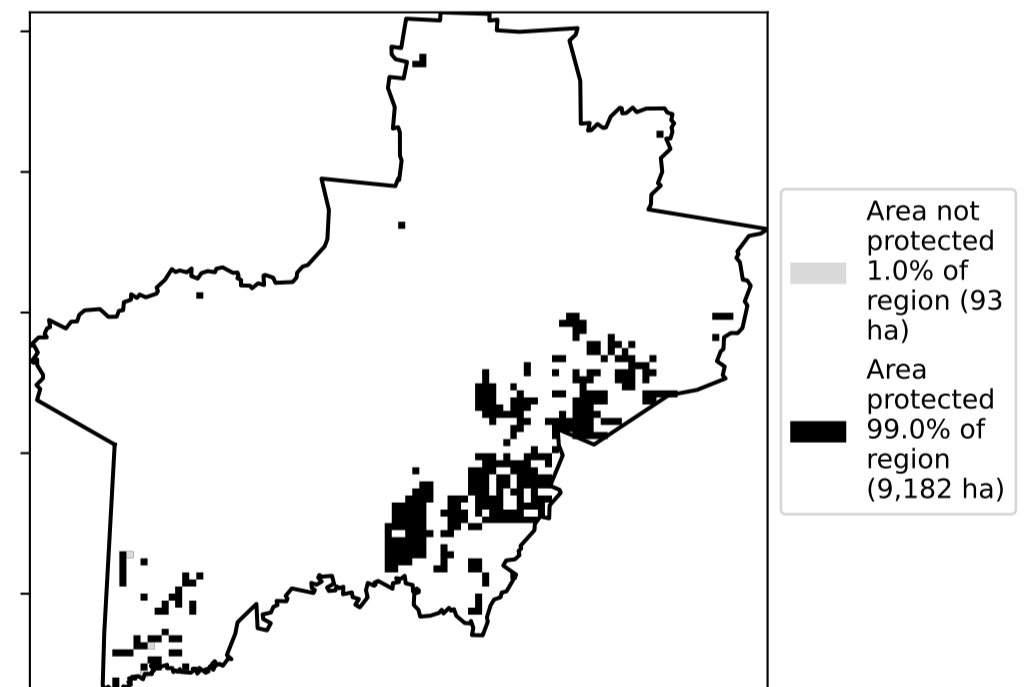 Area not
protected
1.0% of
region (93
ha)
Area
protected
99.0% of
region
(9,182 ha)